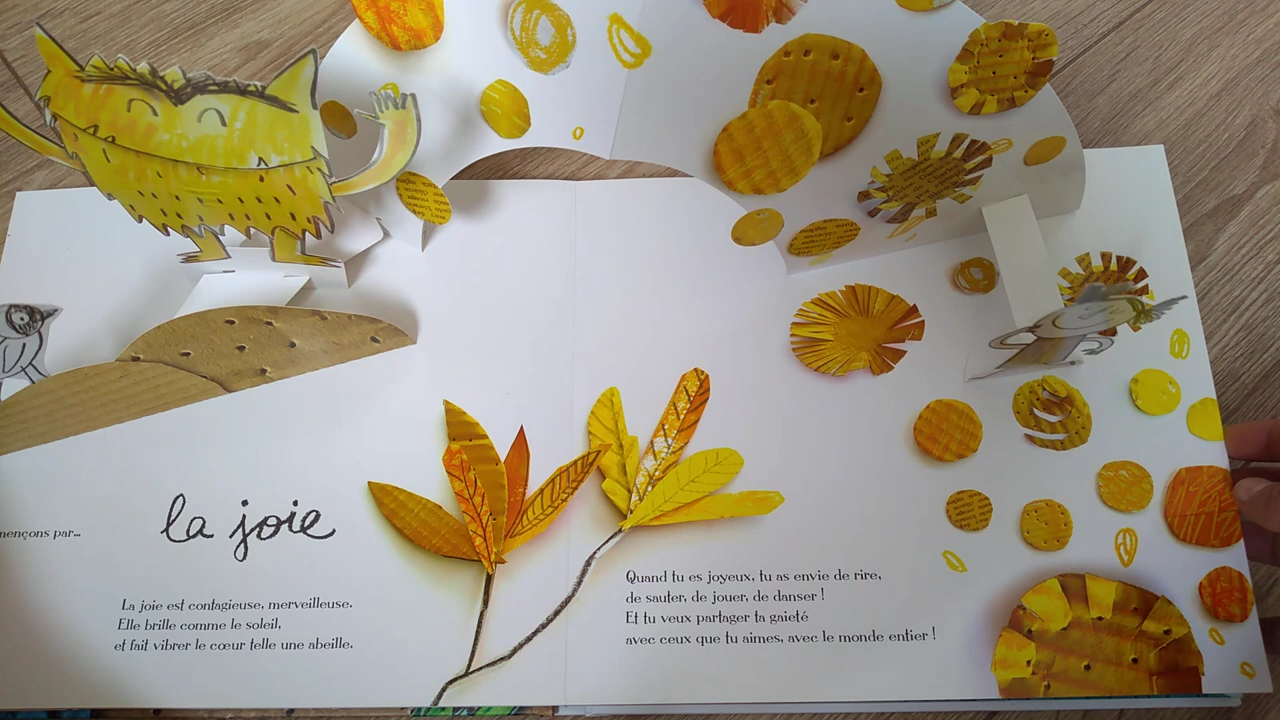 mençons par...
la joie
La joie est contagieuse, merveilleuse.
Elle brille comme le soleil,
et fait vibrer le cœur telle une abeille.
Quand tu es joyeux, tu as envie de rire,
de sauter, de jouer, de danser !
Et tu veux partager ta gaieté
avec ceux que tu aimes, avec le monde entier !